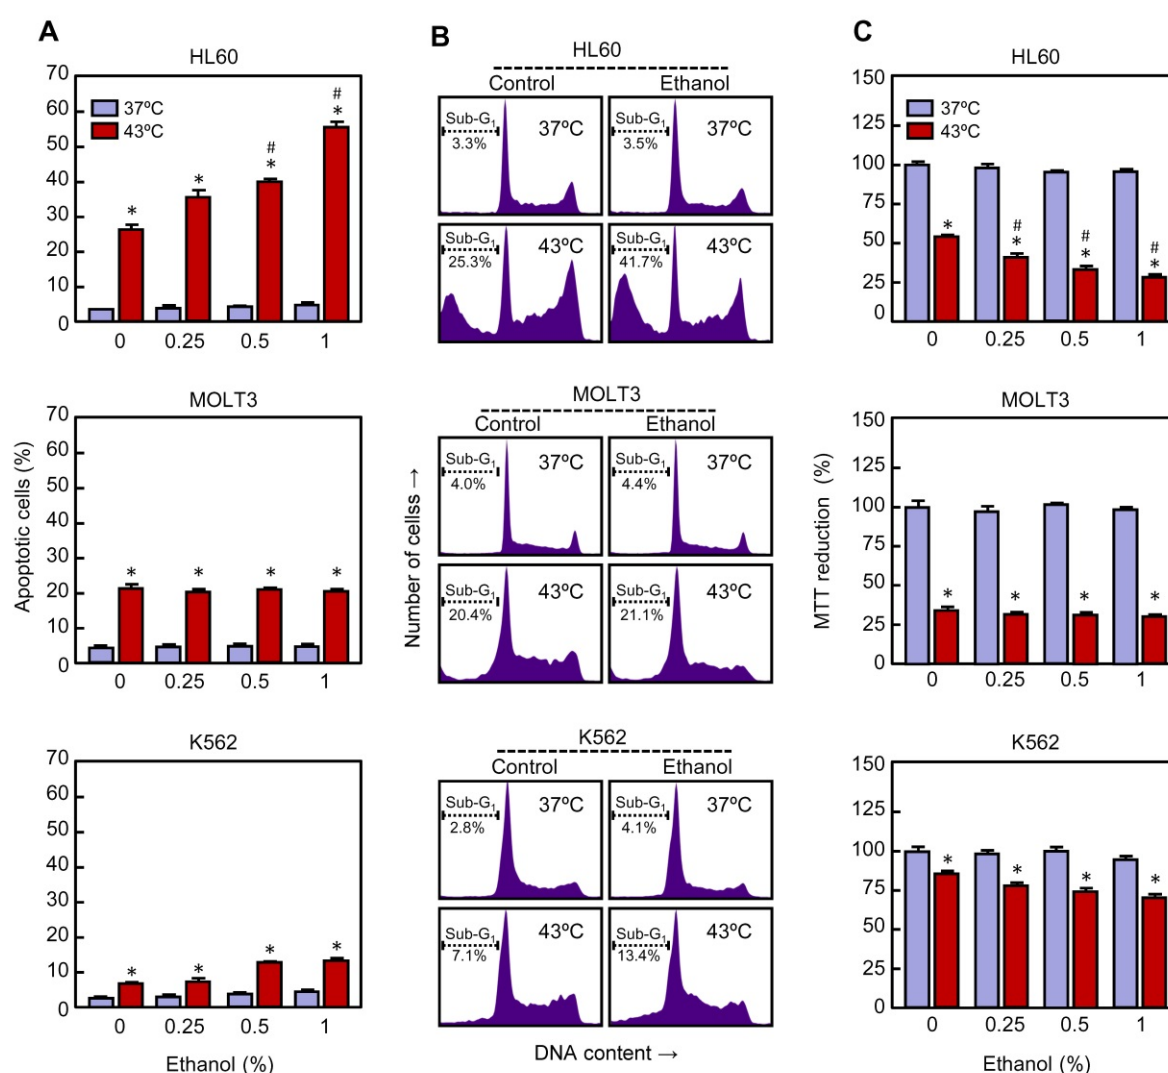 A
HL60
70
60
50
40
30
20
10
0
37ºC
43ºC
*
*
#
*
#
*
0 0.25 0.5 1
MOLT3
70
60
50
40
30
20
10
0
* * * *
0 0.25 0.5 1
Apoptotic cells (%)
K562
70
60
50
40
30
20
10
0
* * * *
0 0.25 0.5 1
Ethanol (%)
B
HL60
Control Ethanol
Sub-G1
3.3%
37ºC
Sub-G1
3.5%
37ºC
Sub-G1
25.3%
43ºC
Sub-G1
41.7%
43ºC
MOLT3
Control Ethanol
Sub-G1
4.0%
37ºC
Sub-G1
4.4%
37ºC
Sub-G1
20.4%
43ºC
Sub-G1
21.1%
43ºC
Number of cellss →
K562
Control Ethanol
Sub-G1
2.8%
37ºC
Sub-G1
4.1%
37ºC
Sub-G1
7.1%
43ºC
Sub-G1
13.4%
43ºC
DNA content →
C
HL60
150
125
100
75
50
25
0
37ºC
43ºC
*
#
*
#
*
#
*
0 0.25 0.5 1
MOLT3
150
125
100
75
50
25
0
* * * *
0 0.25 0.5 1
MTT reduction (%)
K562
150
125
100
75
50
25
0
* * * *
0 0.25 0.5 1
Ethanol (%)